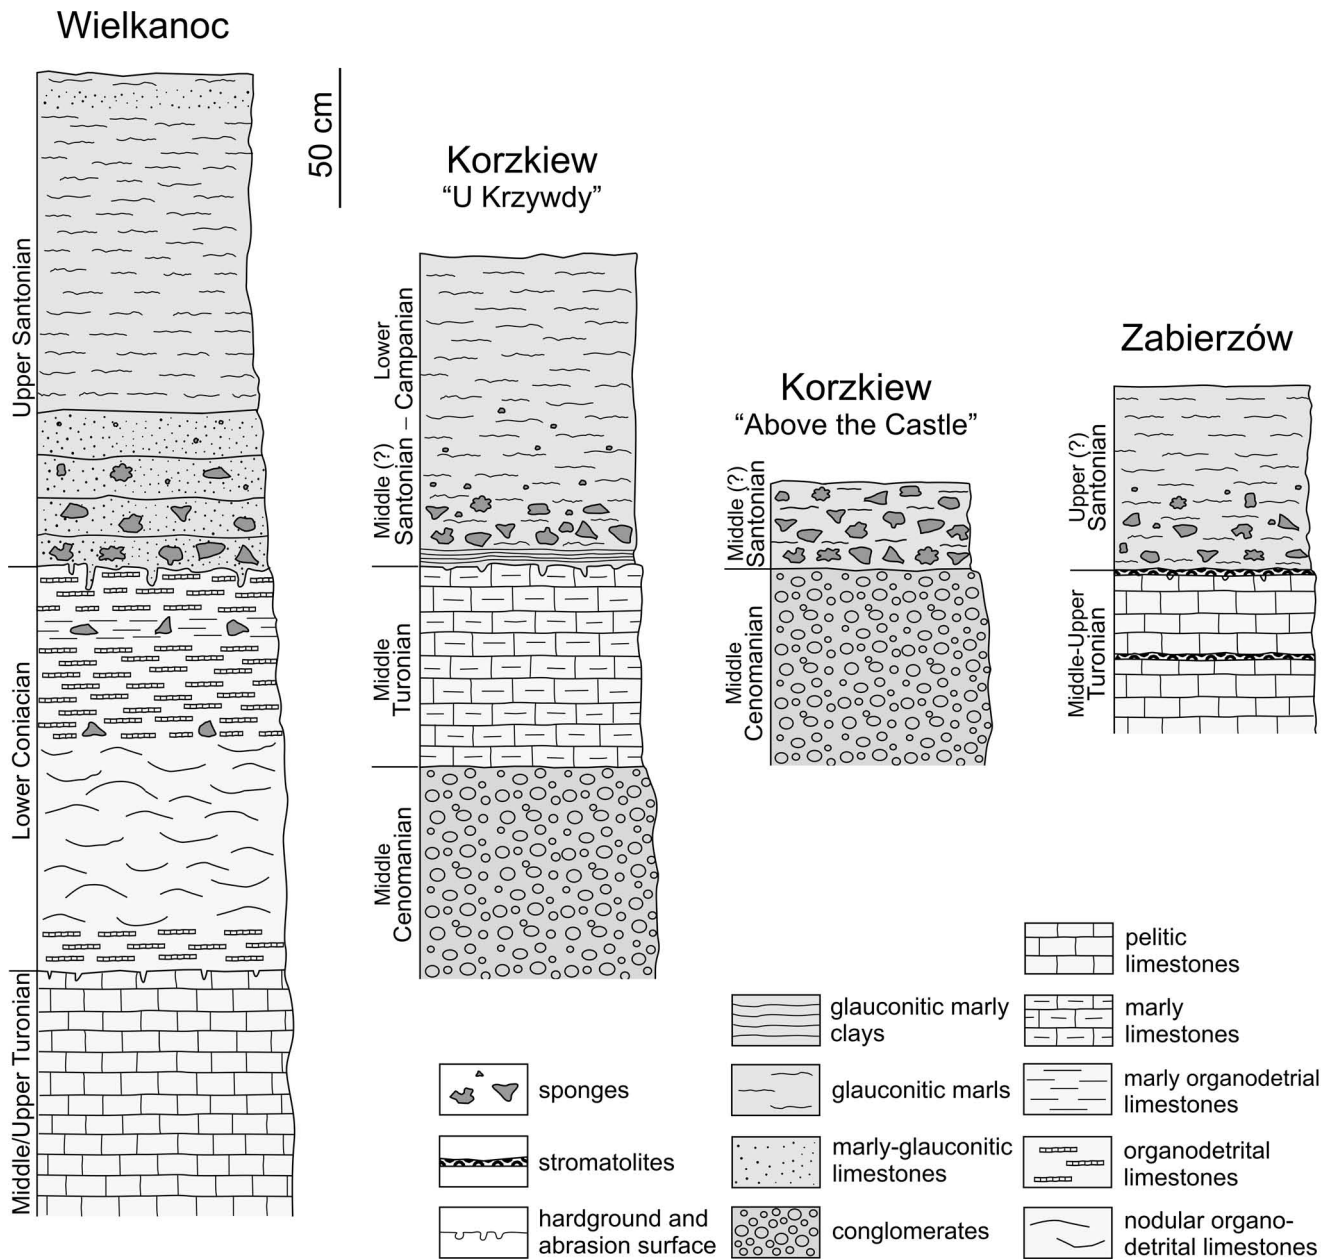 Wielkanoc
50 cm
Upper Santonian
Lower Coniacian
Middle/Upper Turonian
Korzkiew
“U Krzywdy”
Lower
Middle (?)
Santonian – Campanian
Middle
Turonian
Middle
Cenomanian
Korzkiew
“Above the Castle”
Middle (?)
Santonian
Middle
Cenomanian
Zabierzów
Upper (?)
Santonian
Middle-Upper
Turonian
sponges
stromatolites
hardground and
abrasion surface
glauconitic marly
clays
glauconitic marls
marly-glauconitic
limestones
conglomerates
pelitic
limestones
marly
limestones
marly organodetrial
limestones
organodetrital
limestones
nodular organo-
detrital limestones